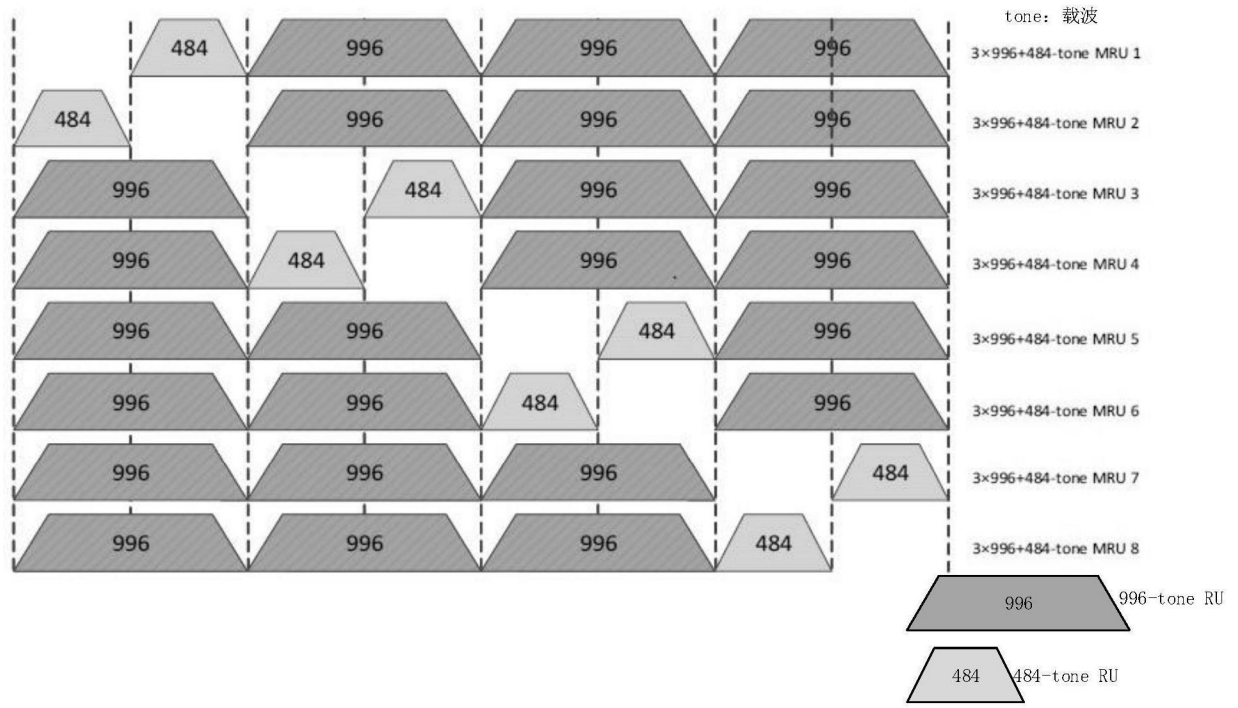 tone: 载波
484 996 996 996 3×996+484-tone MRU 1
484 996 996 996 3×996+484-tone MRU 2
996 484 996 996 3×996+484-tone MRU 3
996 484 996 996 3×996+484-tone MRU 4
996 996 484 996 3×996+484-tone MRU 5
996 996 484 996 3×996+484-tone MRU 6
996 996 996 484 3×996+484-tone MRU 7
996 996 996 484 3×996+484-tone MRU 8
996 996-tone RU
484 484-tone RU